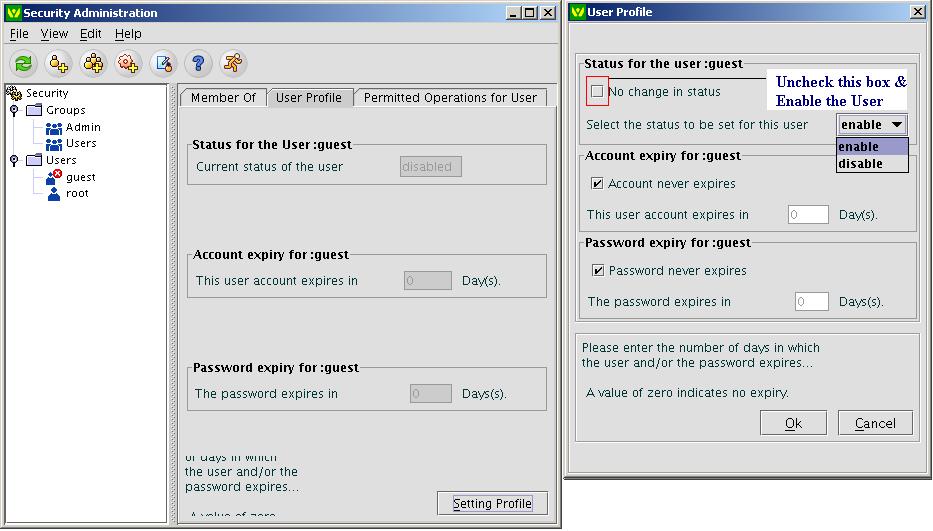 Security Administration
File View Edit Help
Security
Groups
Admin
Users
Users
guest
root
Member Of
User Profile
Permitted Operations for User
Status for the User :guest
Current status of the user
disabled
Account expiry for :guest
This user account expires in
0
Day(s).
Password expiry for :guest
The password expires in
0
Days(s).
or days in which
the user and/or the
password expires...
A value of zero
Setting Profile
User Profile
Status for the user :guest
No change in status
Uncheck this box &
Enable the User
Select the status to be set for this user
enable
enable
disable
Account expiry for :guest
Account never expires
This user account expires in
0
Day(s).
Password expiry for :guest
Password never expires
The password expires in
0
Days(s).
Please enter the number of days in which
the user and/or the password expires...
A value of zero indicates no expiry.
Ok
Cancel